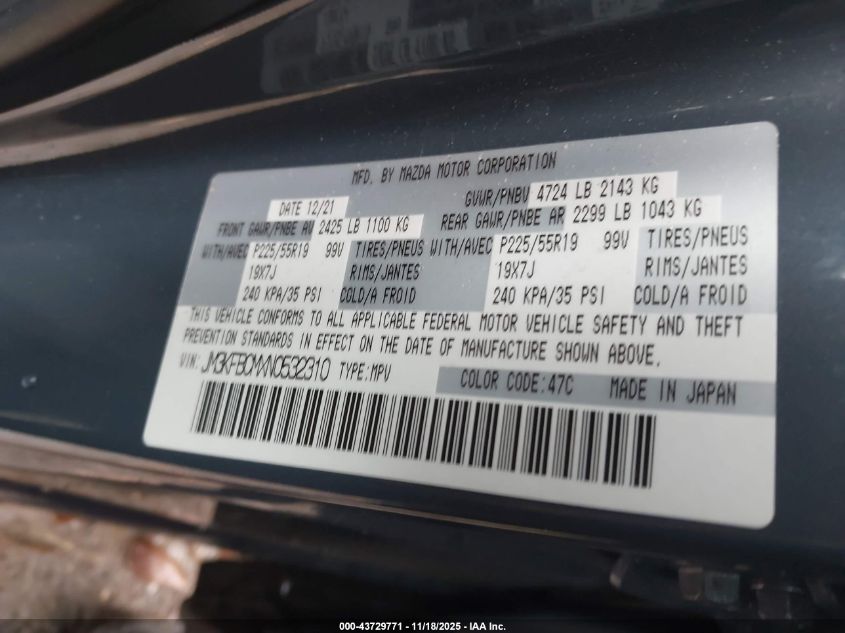 MFD. BY MAZDA MOTOR CORPORATION
DATE 12/21 GVWR/PNBV 4724 LB 2143 KG
FRONT GAWR/PNBE AV 2425 LB 1100 KG REAR GAWR/PNBE AR 2299 LB 1043 KG
WITH/AVEC P225/55R19 99V TIRES/PNEUS WITH/AVEC P225/55R19 99V TIRES/PNEUS
19X7J RIMS/JANTES 19X7J RIMS/JANTES
240 KPA/35 PSI COLD/A FROID 240 KPA/35 PSI COLD/A FROID
THIS VEHICLE CONFORMS TO ALL APPLICABLE FEDERAL MOTOR VEHICLE SAFETY AND THEFT
PREVENTION STANDARDS IN EFFECT ON THE DATE OF MANUFACTURE SHOWN ABOVE.
VIN: JM3KFBCMXN0532310 TYPE:MPV COLOR CODE:47C MADE IN JAPAN
000-43729771 — 11/18/2025 - IAA Inc.